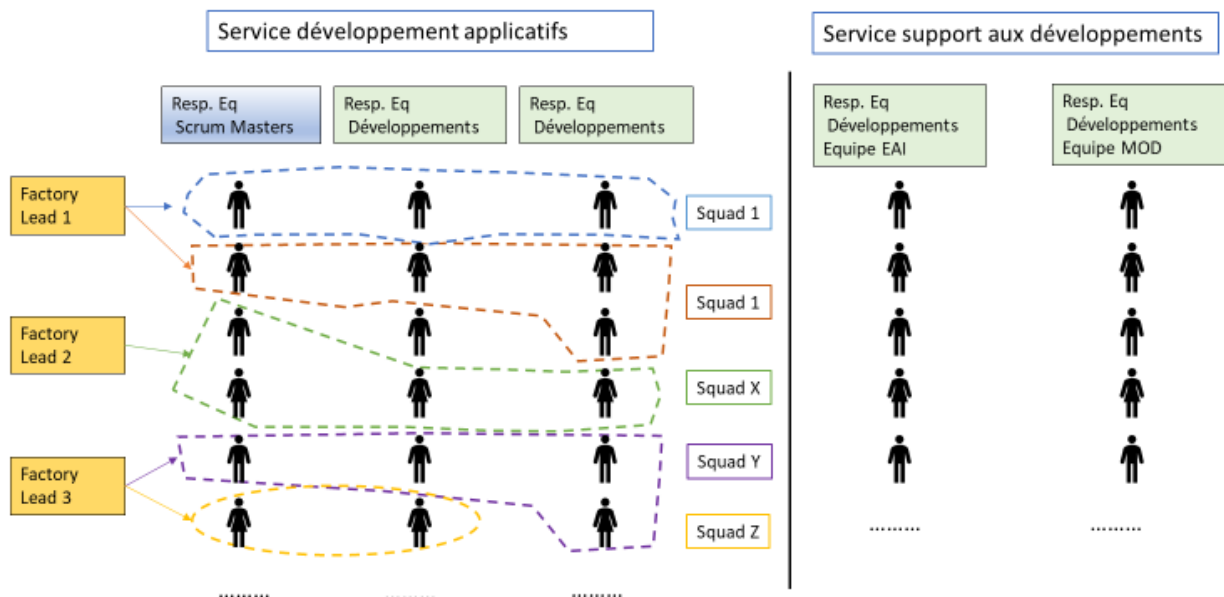 Service développement applicatifs
Service support aux développements
Resp. Eq
Scrum Masters
Resp. Eq
Développements
Resp. Eq
Développements
Resp. Eq
Développements
Equipe EAI
Resp. Eq
Développements
Equipe MOD
Factory
Lead 1
Squad 1
Squad 1
Factory
Lead 2
Squad X
Factory
Lead 3
Squad Y
Squad Z
.........
.........
.........
.........
.........